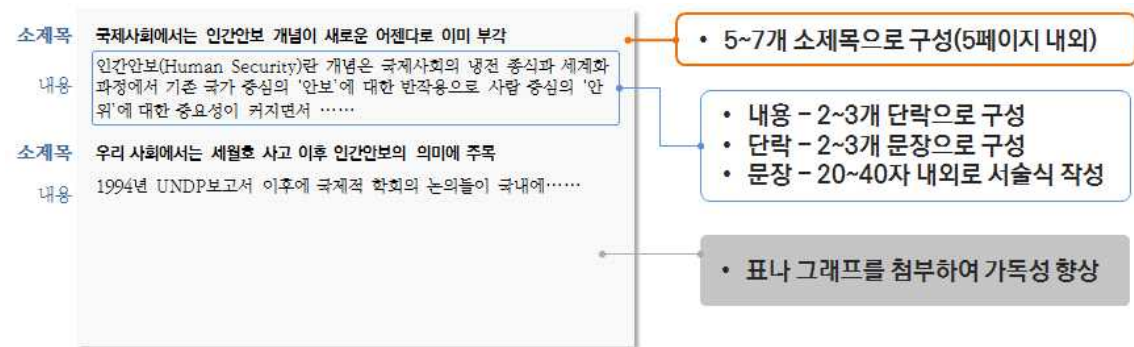 소제목
국제사회에서는 인간안보 개념이 새로운 어젠다로 이미 부각
내용
인간안보(Human Security)란 개념은 국제사회의 냉전 종식과 세계화
과정에서 기존 국가 중심의 '안보'에 대한 반작용으로 사람 중심의 '안
위'에 대한 중요성이 커지면서 ⋯⋯
소제목
우리 사회에서는 세월호 사고 이후 인간안보의 의미에 주목
내용
1994년 UNDP보고서 이후에 국제적 학회의 논의들이 국내에⋯⋯
• 5~7개 소제목으로 구성(5페이지 내외)
• 내용 – 2~3개 단락으로 구성
• 단락 – 2~3개 문장으로 구성
• 문장 – 20~40자 내외로 서술식 작성
• 표나 그래프를 첨부하여 가독성 향상